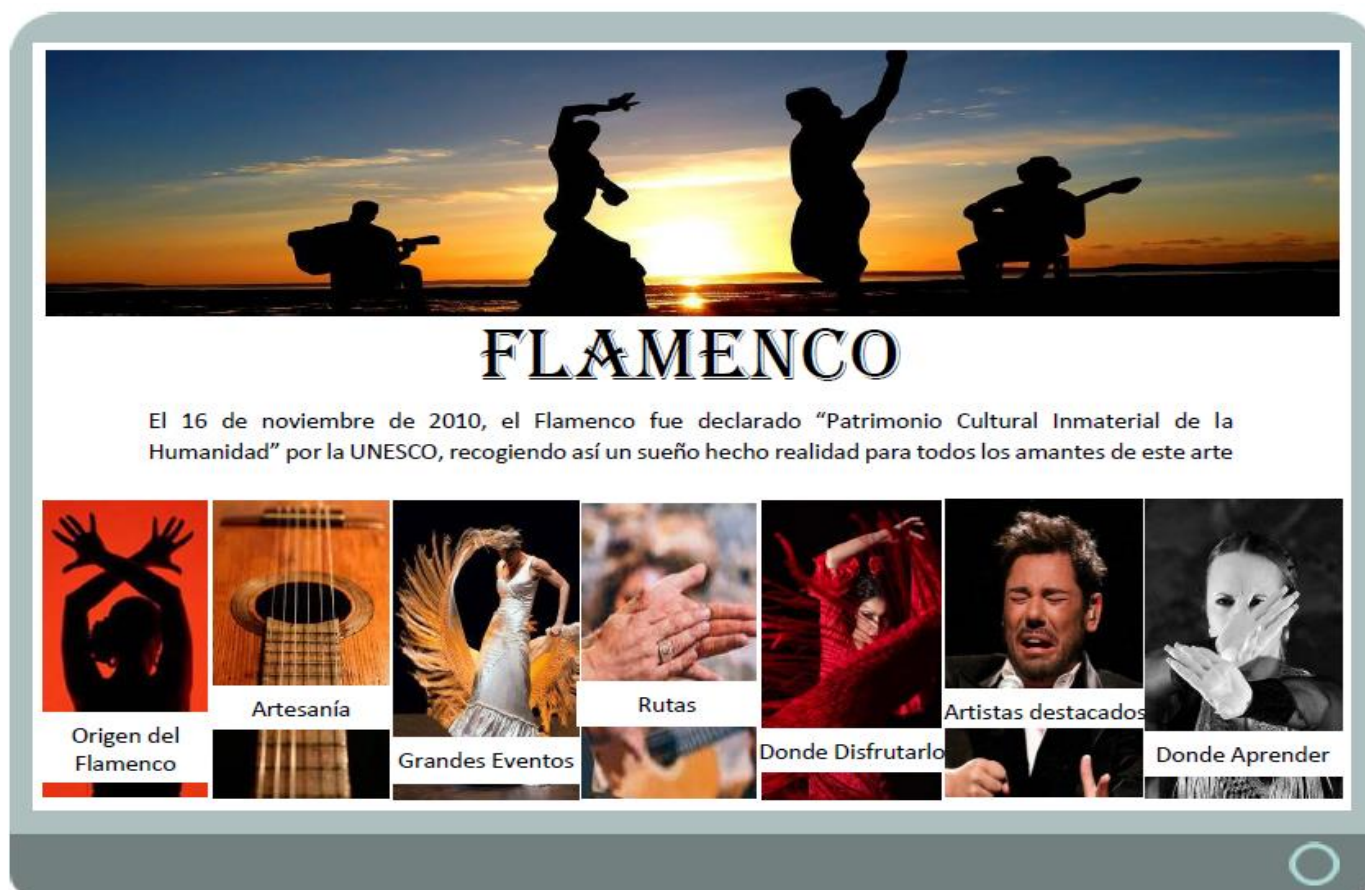 FLAMENCO
El 16 de noviembre de 2010, el Flamenco fue declarado “Patrimonio Cultural Inmaterial de la
Humanidad” por la UNESCO, recogiendo así un sueño hecho realidad para todos los amantes de este arte
Origen del
Flamenco
Artesanía
Grandes Eventos
Rutas
Donde Disfrutarlo
Artistas destacados
Donde Aprender